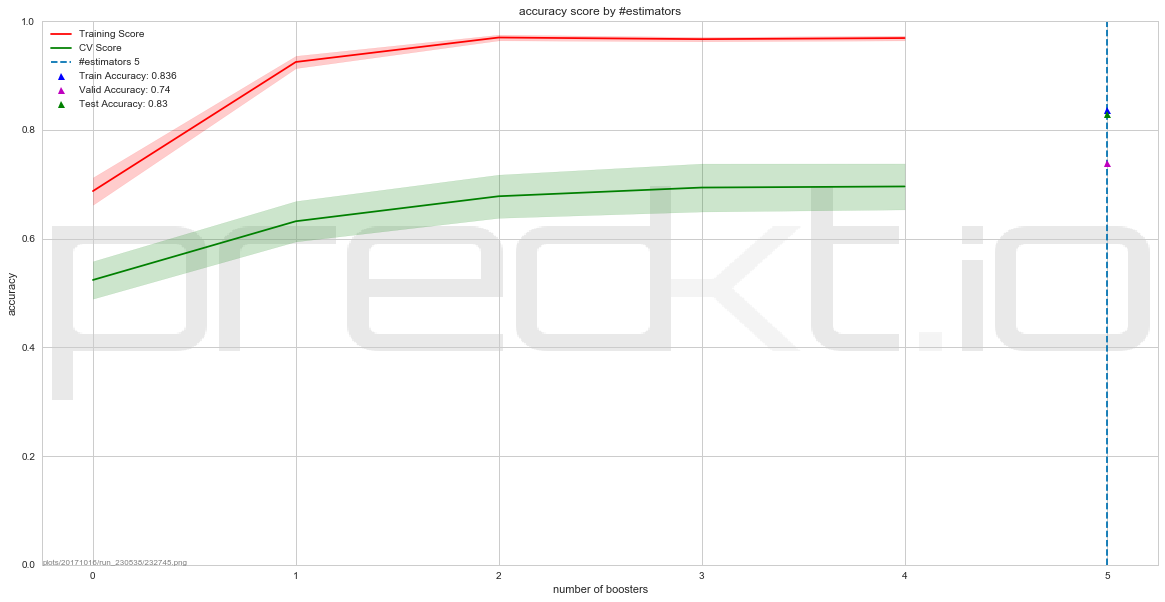 accuracy score by #estimators
1.0
0.8
0.6
0.4
0.2
0.0
accuracy
Training Score
CV Score
#estimators 5
Train Accuracy: 0.836
Valid Accuracy: 0.74
Test Accuracy: 0.83
predkt.io
plots/20171016/run_230538/232745.png
0 1 2 3 4 5
number of boosters